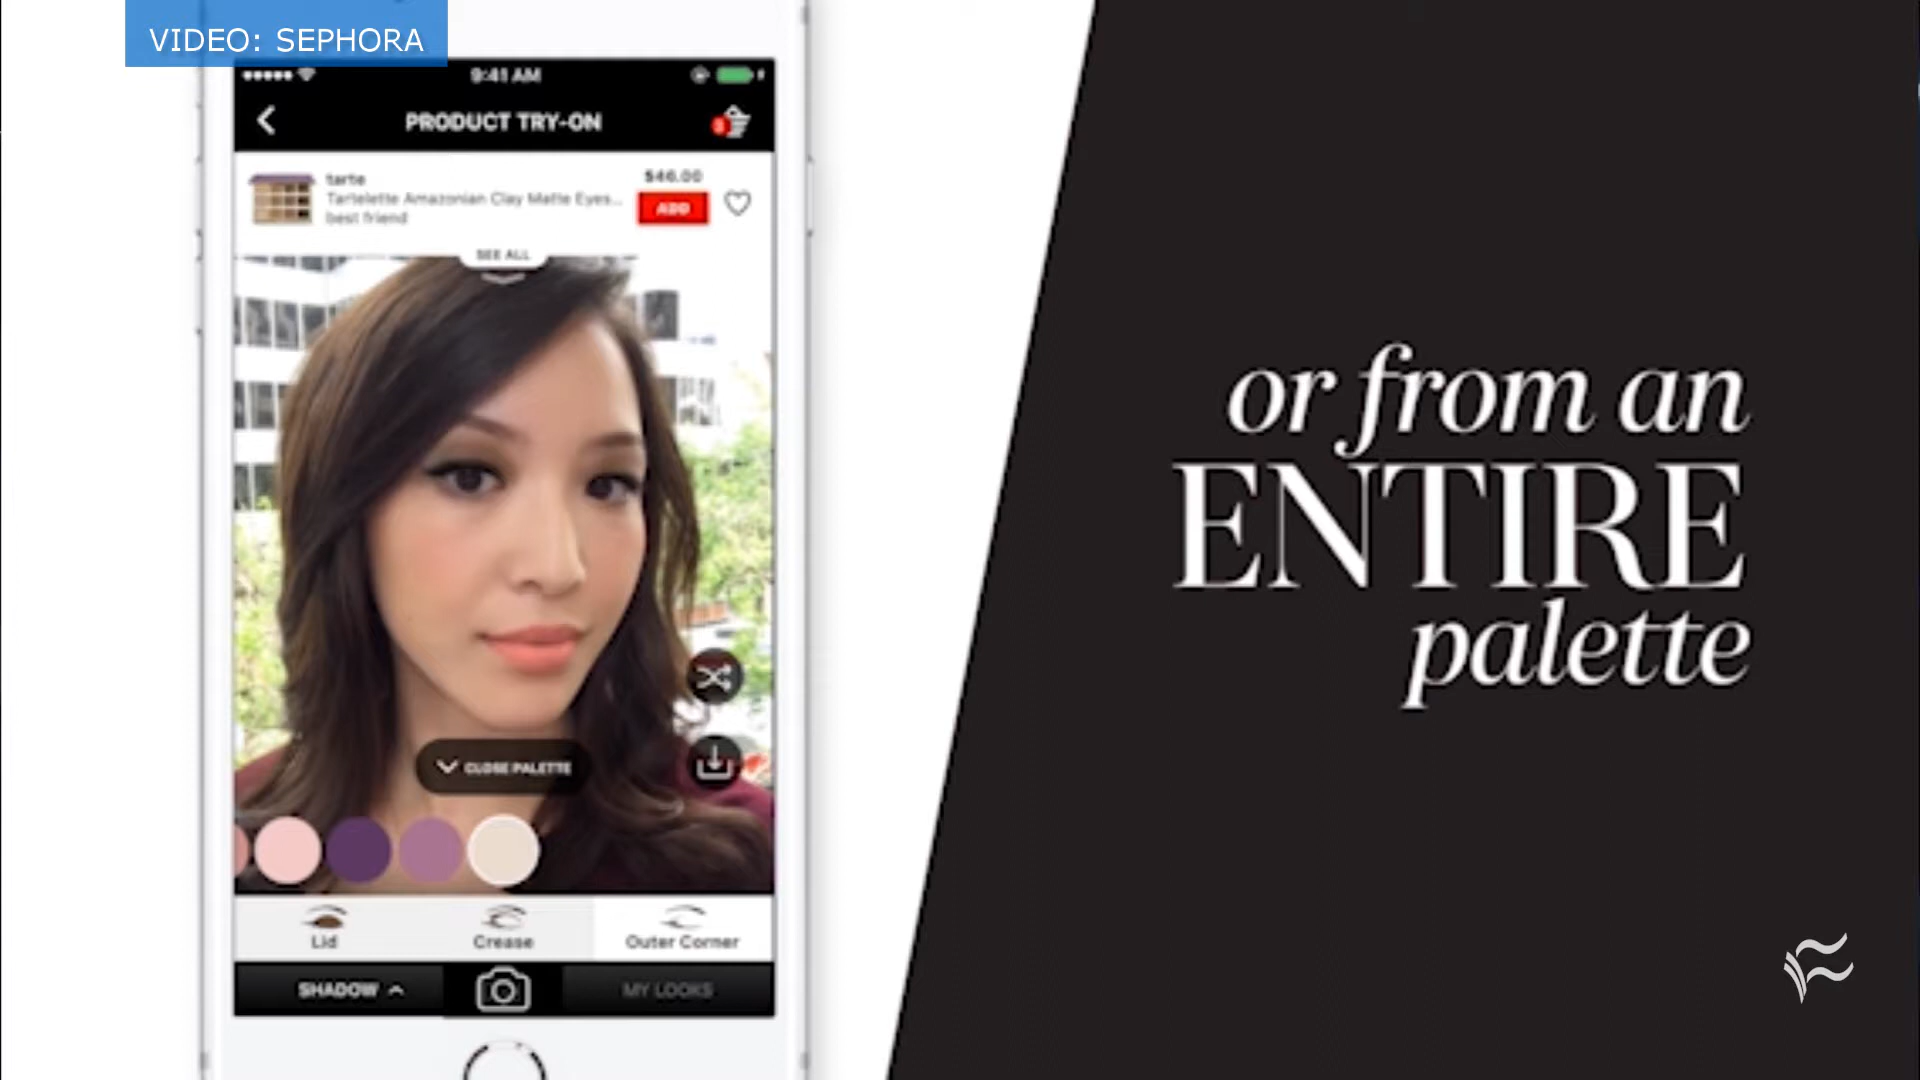 VIDEO: SEPHORA
9:41 AM
PRODUCT TRY-ON
3
tarte
$46.00
Tartelette Amazonian Clay Matte Eyes...
ADD
best friend
SEE ALL
or from an
ENTIRE
palette
CLOSE PALETTE
Lid
Crease
Outer Corner
SHADOW
MY LOOKS